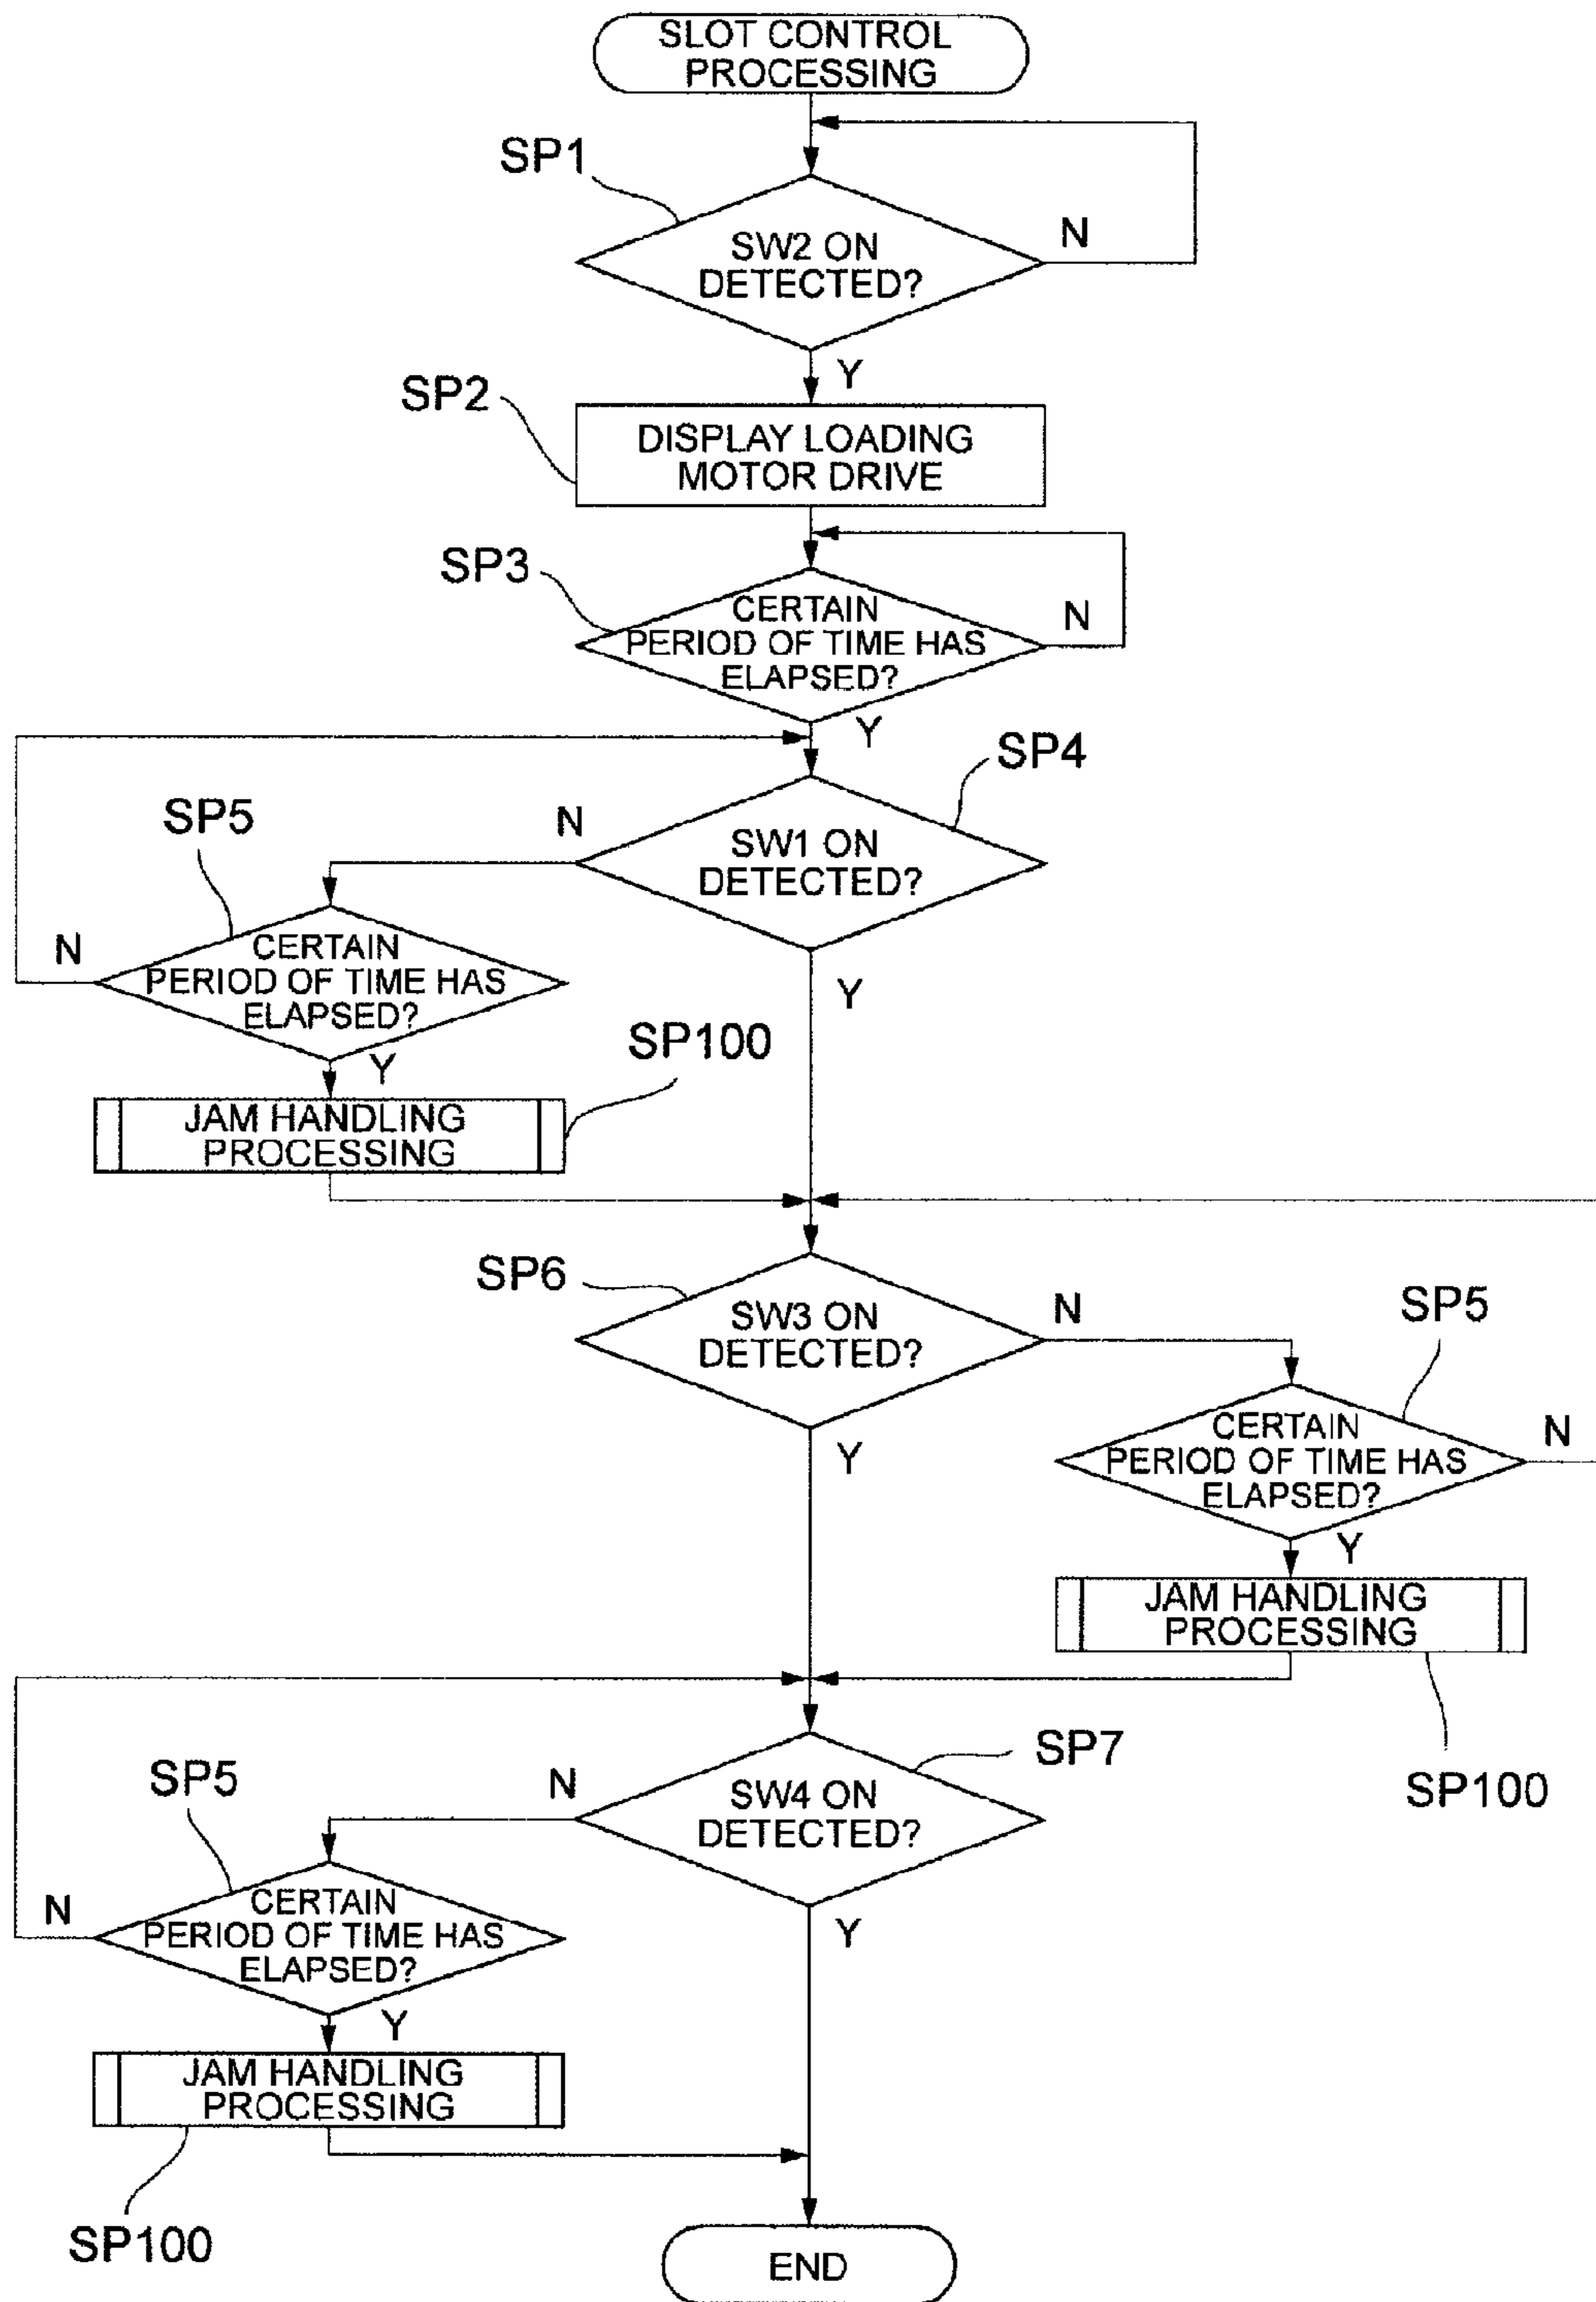 SLOT CONTROL
PROCESSING
SP1
SW2 ON
DETECTED?
N
Y
SP2
DISPLAY LOADING
MOTOR DRIVE
SP3
CERTAIN
PERIOD OF TIME HAS
ELAPSED?
N
Y
SP4
SW1 ON
DETECTED?
N
Y
SP5
CERTAIN
PERIOD OF TIME HAS
ELAPSED?
N
Y
SP100
JAM HANDLING
PROCESSING
SP6
SW3 ON
DETECTED?
N
Y
SP5
CERTAIN
PERIOD OF TIME HAS
ELAPSED?
N
Y
JAM HANDLING
PROCESSING
SP100
SP7
SW4 ON
DETECTED?
N
Y
SP5
CERTAIN
PERIOD OF TIME HAS
ELAPSED?
N
Y
JAM HANDLING
PROCESSING
SP100
END